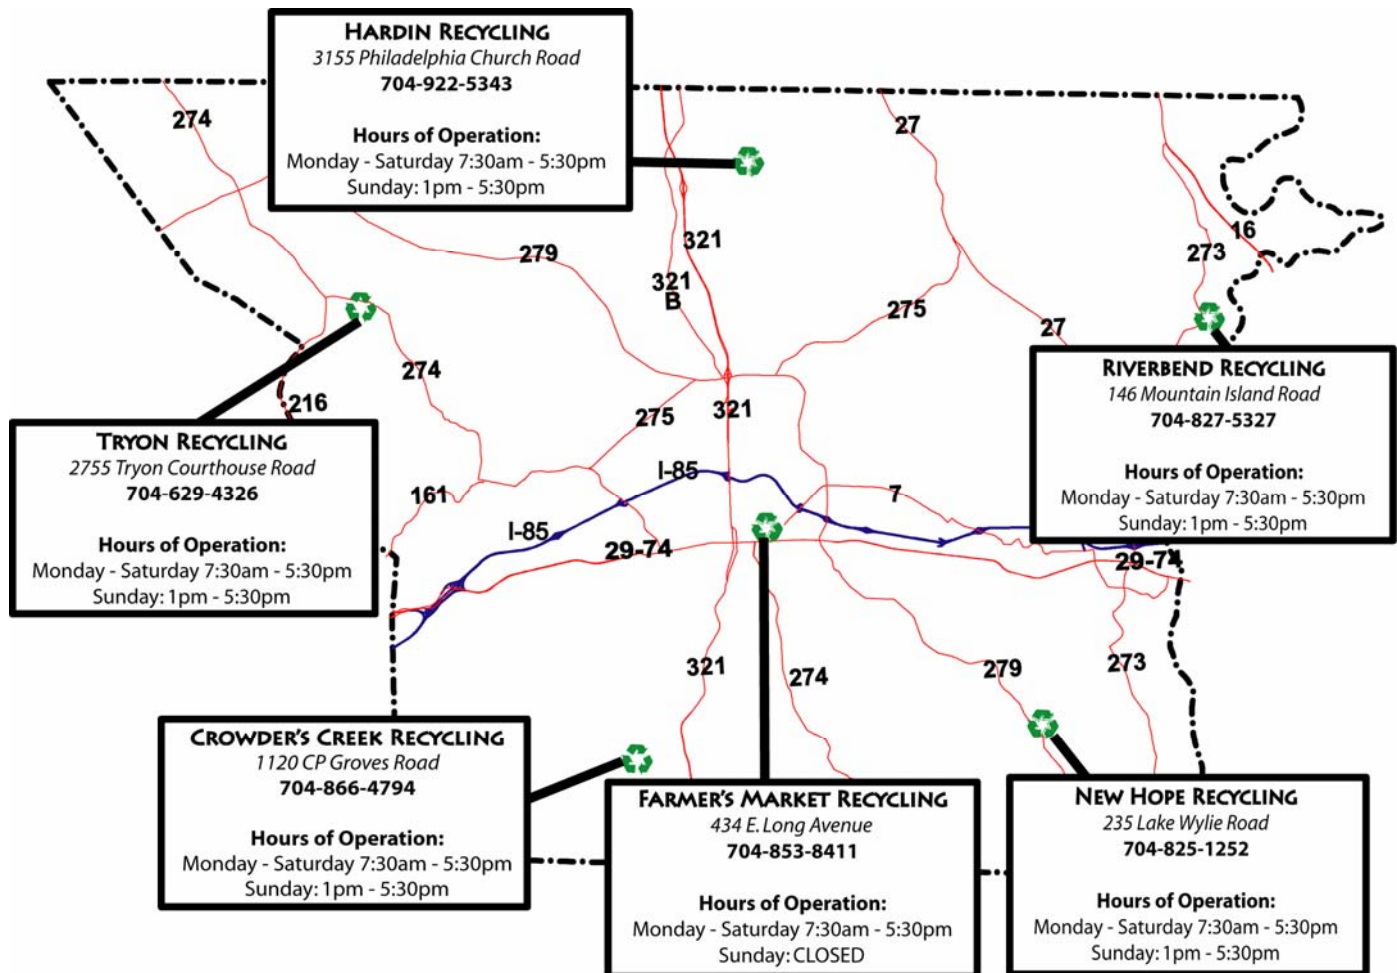 HARDIN RECYCLING
3155 Philadelphia Church Road
704-922-5343
Hours of Operation:
Monday - Saturday 7:30am - 5:30pm
Sunday: 1pm - 5:30pm
274
27
16
273
279
321
321
B
275
27
274
216
275
321
I-85
161
7
I-85
29-74
29-74
321
274
279
273
RIVERBEND RECYCLING
146 Mountain Island Road
704-827-5327
Hours of Operation:
Monday - Saturday 7:30am - 5:30pm
Sunday: 1pm - 5:30pm
TRYON RECYCLING
2755 Tryon Courthouse Road
704-629-4326
Hours of Operation:
Monday - Saturday 7:30am - 5:30pm
Sunday: 1pm - 5:30pm
CROWDER'S CREEK RECYCLING
1120 CP Groves Road
704-866-4794
Hours of Operation:
Monday - Saturday 7:30am - 5:30pm
Sunday: 1pm - 5:30pm
FARMER'S MARKET RECYCLING
434 E. Long Avenue
704-853-8411
Hours of Operation:
Monday - Saturday 7:30am - 5:30pm
Sunday: CLOSED
NEW HOPE RECYCLING
235 Lake Wylie Road
704-825-1252
Hours of Operation:
Monday - Saturday 7:30am - 5:30pm
Sunday: 1pm - 5:30pm